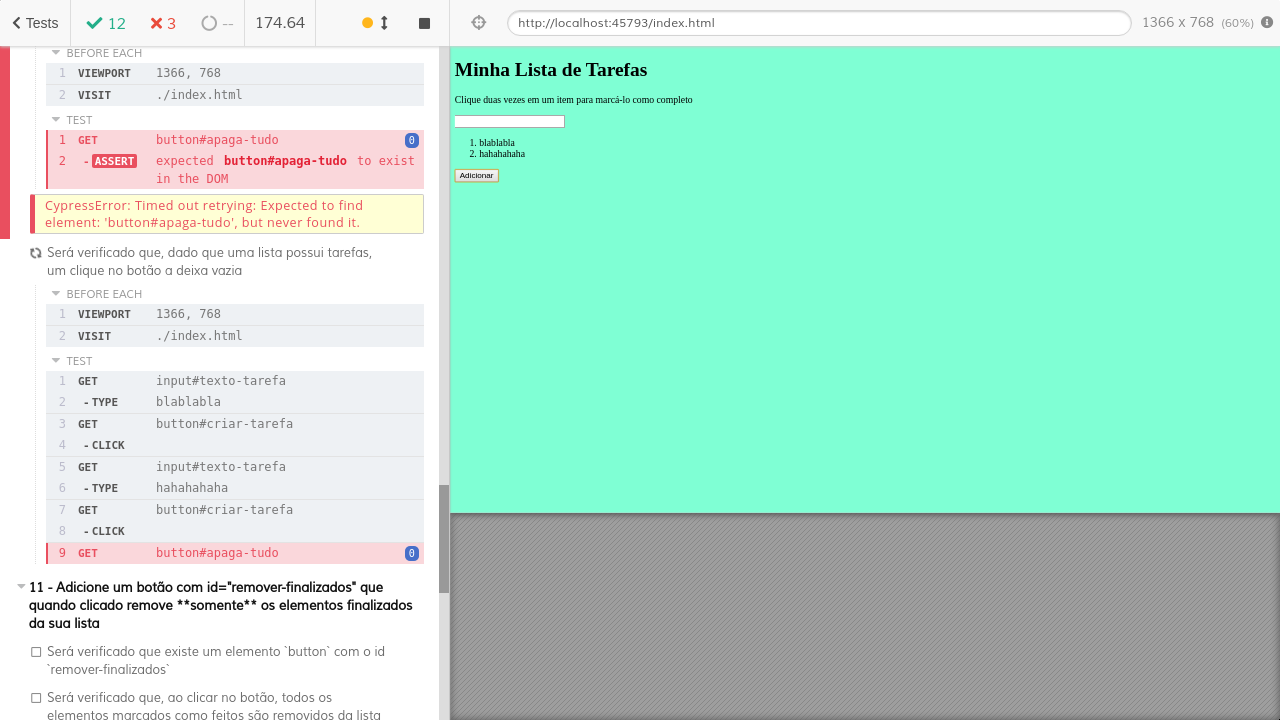 Tests
12
3
--
174.64
http://localhost:45793/index.html
1366 x 768 (60%)
BEFORE EACH
1 VIEWPORT 1366, 768
2 VISIT ./index.html
TEST
1 GET button#apaga-tudo 0
2 - ASSERT expected button#apaga-tudo to exist
in the DOM
CypressError: Timed out retrying: Expected to find
element: 'button#apaga-tudo', but never found it.
Será verificado que, dado que uma lista possui tarefas,
um clique no botão a deixa vazia
BEFORE EACH
1 VIEWPORT 1366, 768
2 VISIT ./index.html
TEST
1 GET input#texto-tarefa
2 - TYPE blablabla
3 GET button#criar-tarefa
4 - CLICK
5 GET input#texto-tarefa
6 - TYPE hahahahaha
7 GET button#criar-tarefa
8 - CLICK
9 GET button#apaga-tudo 0
11 - Adicione um botão com id="remover-finalizados" que
quando clicado remove **somente** os elementos finalizados
da sua lista
Será verificado que existe um elemento `button` com o id
`remover-finalizados`
Será verificado que, ao clicar no botão, todos os
elementos marcados como feitos são removidos da lista
Minha Lista de Tarefas
Clique duas vezes em um item para marcá-lo como completo
1. blablabla
2. hahahahaha
Adicionar